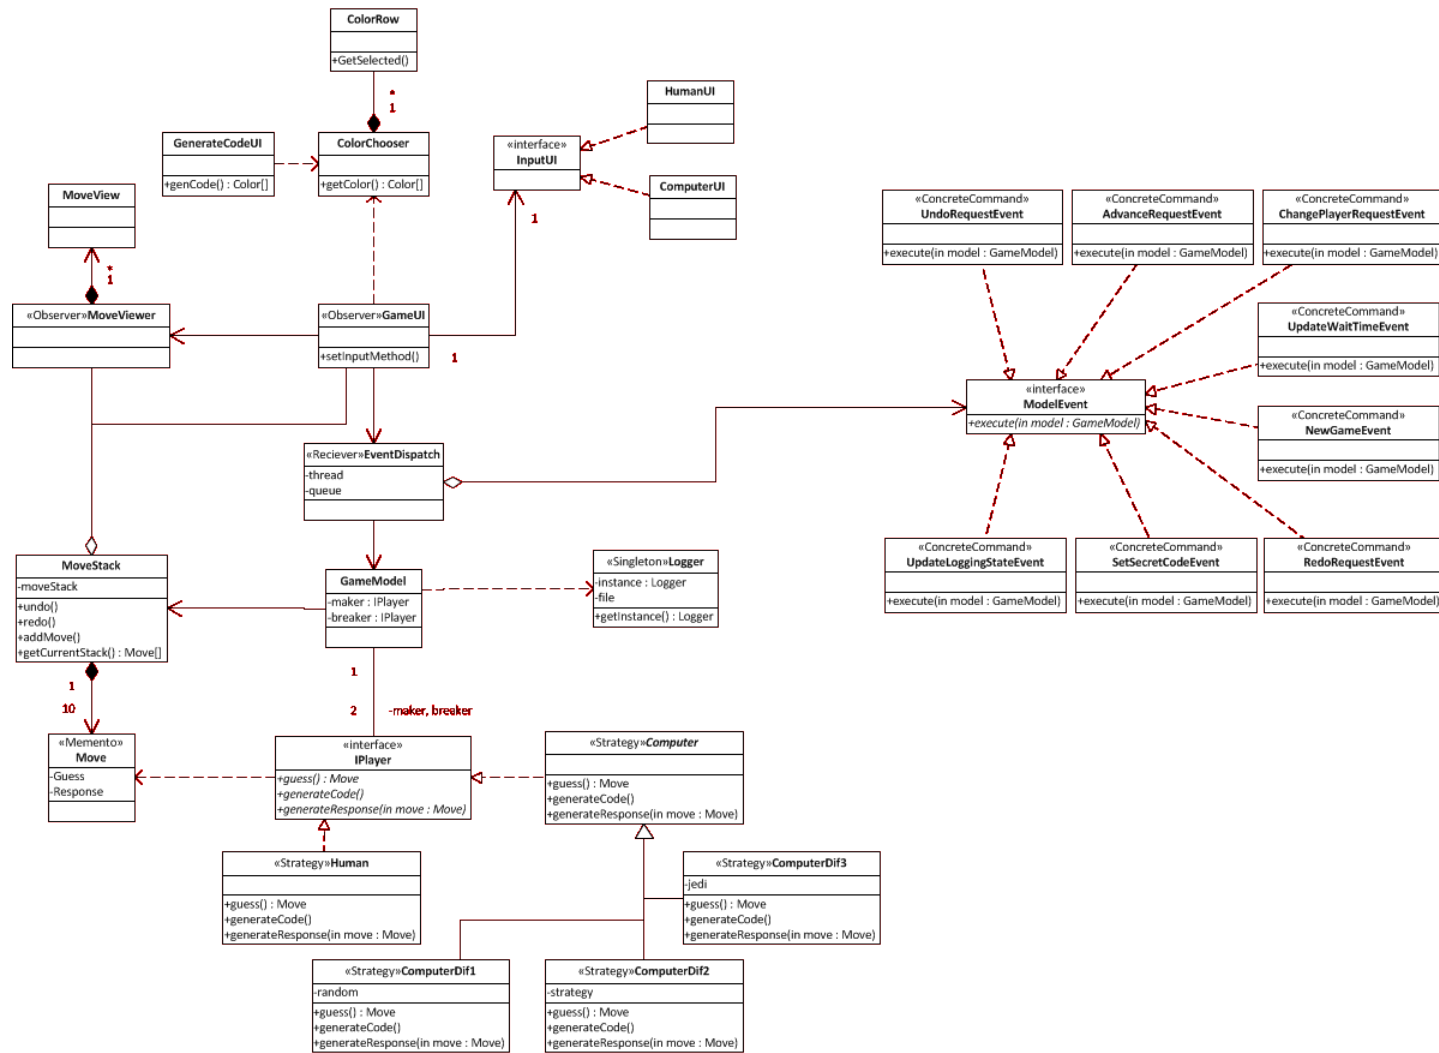 ColorRow
+GetSelected()
*
1
HumanUI
GenerateCodeUI
+genCode() : Color[]
ColorChooser
+getColor() : Color[]
«interface»
InputUI
ComputerUI
1
MoveView
*
1
«Observer»MoveViewer
«Observer»GameUI
+setInputMethod()
1
«ConcreteCommand»
UndoRequestEvent
+execute(in model : GameModel)
«ConcreteCommand»
AdvanceRequestEvent
+execute(in model : GameModel)
«ConcreteCommand»
ChangePlayerRequestEvent
+execute(in model : GameModel)
«ConcreteCommand»
UpdateWaitTimeEvent
+execute(in model : GameModel)
«interface»
ModelEvent
+execute(in model : GameModel)
«ConcreteCommand»
NewGameEvent
+execute(in model : GameModel)
«Reciever»EventDispatch
-thread
-queue
«ConcreteCommand»
UpdateLoggingStateEvent
+execute(in model : GameModel)
«ConcreteCommand»
SetSecretCodeEvent
+execute(in model : GameModel)
«ConcreteCommand»
RedoRequestEvent
+execute(in model : GameModel)
MoveStack
-moveStack
+undo()
+redo()
+addMove()
+getCurrentStack() : Move[]
GameModel
-maker : IPlayer
-breaker : IPlayer
«Singleton»Logger
-instance : Logger
-file
+getInstance() : Logger
1
10
1
2
-maker, breaker
«Memento»
Move
-Guess
-Response
«interface»
IPlayer
+guess() : Move
+generateCode()
+generateResponse(in move : Move)
«Strategy»Computer
+guess() : Move
+generateCode()
+generateResponse(in move : Move)
«Strategy»Human
+guess() : Move
+generateCode()
+generateResponse(in move : Move)
«Strategy»ComputerDif3
-jedi
+guess() : Move
+generateCode()
+generateResponse(in move : Move)
«Strategy»ComputerDif1
-random
+guess() : Move
+generateCode()
+generateResponse(in move : Move)
«Strategy»ComputerDif2
-strategy
+guess() : Move
+generateCode()
+generateResponse(in move : Move)